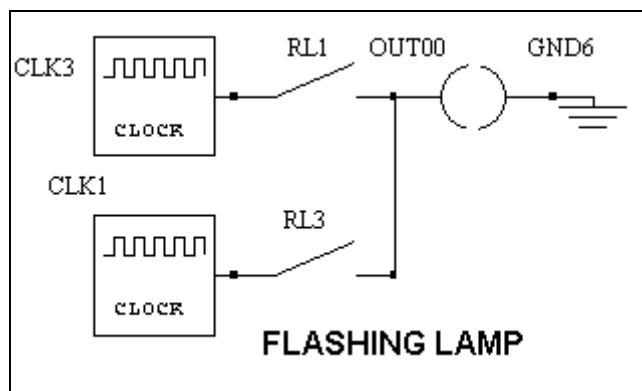 CLK3
RL1
OUT00
GND6
CLOCK
CLK1
RL3
CLOCK
FLASHING LAMP